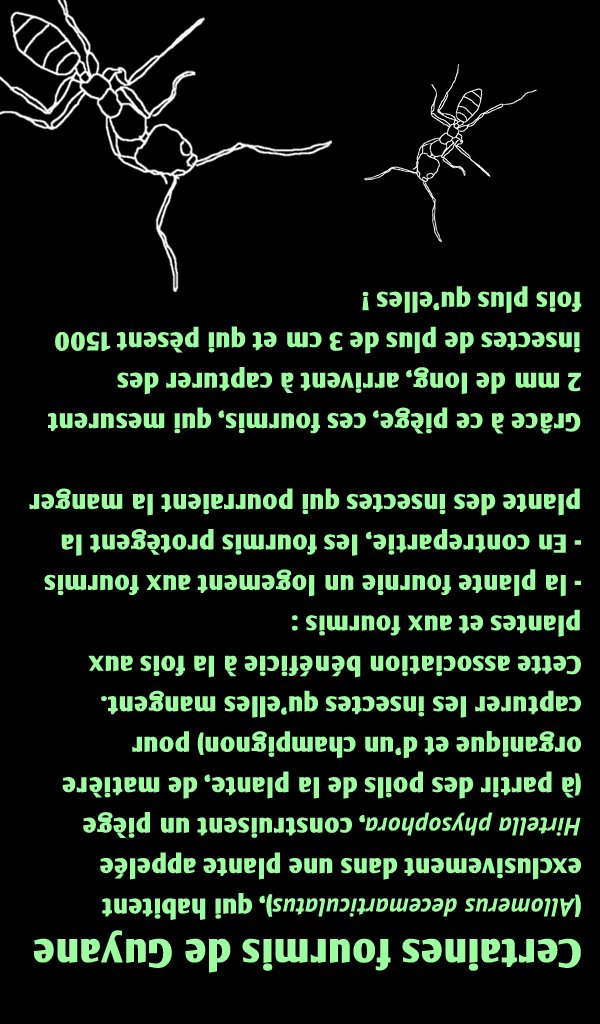 Certaines fourmis de Guyane
(Allomerus decemarticulatus), qui habitent
exclusivement dans une plante appelée
Hirtella physophora, construisent un piège
(à partir des poils de la plante, de matière
organique et d'un champignon) pour
capturer les insectes qu'elles mangent.
Cette association bénéficie à la fois aux
plantes et aux fourmis :
- la plante fournie un logement aux fourmis
- En contrepartie, les fourmis protègent la
plante des insectes qui pourraient la manger
Grâce à ce piège, ces fourmis, qui mesurent
2 mm de long, arrivent à capturer des
insectes de plus de 3 cm et qui pèsent 1500
fois plus qu'elles !